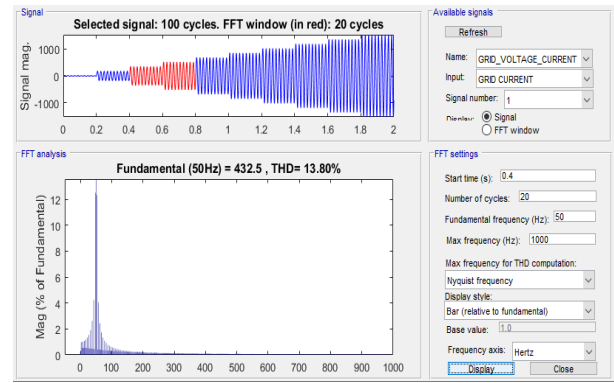 Signal
Selected signal: 100 cycles. FFT window (in red): 20 cycles
Signal mag.
1000
0
-1000
0 0.2 0.4 0.6 0.8 1 1.2 1.4 1.6 1.8 2
Available signals
Refresh
Name: GRID_VOLTAGE_CURRENT
Input: GRID CURRENT
Signal number: 1
Display: Signal
FFT window
FFT analysis
Fundamental (50Hz) = 432.5 , THD= 13.80%
Mag (% of Fundamental)
12
10
8
6
4
2
0
0 100 200 300 400 500 600 700 800 900 1000
FFT settings
Start time (s): 0.4
Number of cycles: 20
Fundamental frequency (Hz): 50
Max frequency (Hz): 1000
Max frequency for THD computation:
Nyquist frequency
Display style:
Bar (relative to fundamental)
Base value: 1.0
Frequency axis: Hertz
Display Close